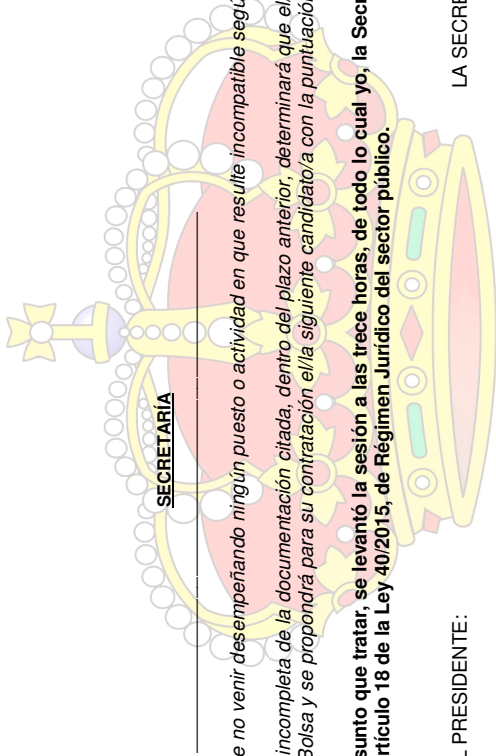 SECRETARÍA
e no venir desempeñando ningún puesto o actividad en que resulte incompatible segú
incompleta de la documentación citada, dentro del plazo anterior, determinará que el
Bolsa y se propondrá para su contratación el/la siguiente candidato/a con la puntuación
sunto que tratar, se levantó la sesión a las trece horas, de todo lo cual yo, la Secr
rtículo 18 de la Ley 40/2015, de Régimen Jurídico del sector público.
L PRESIDENTE: LA SECRE